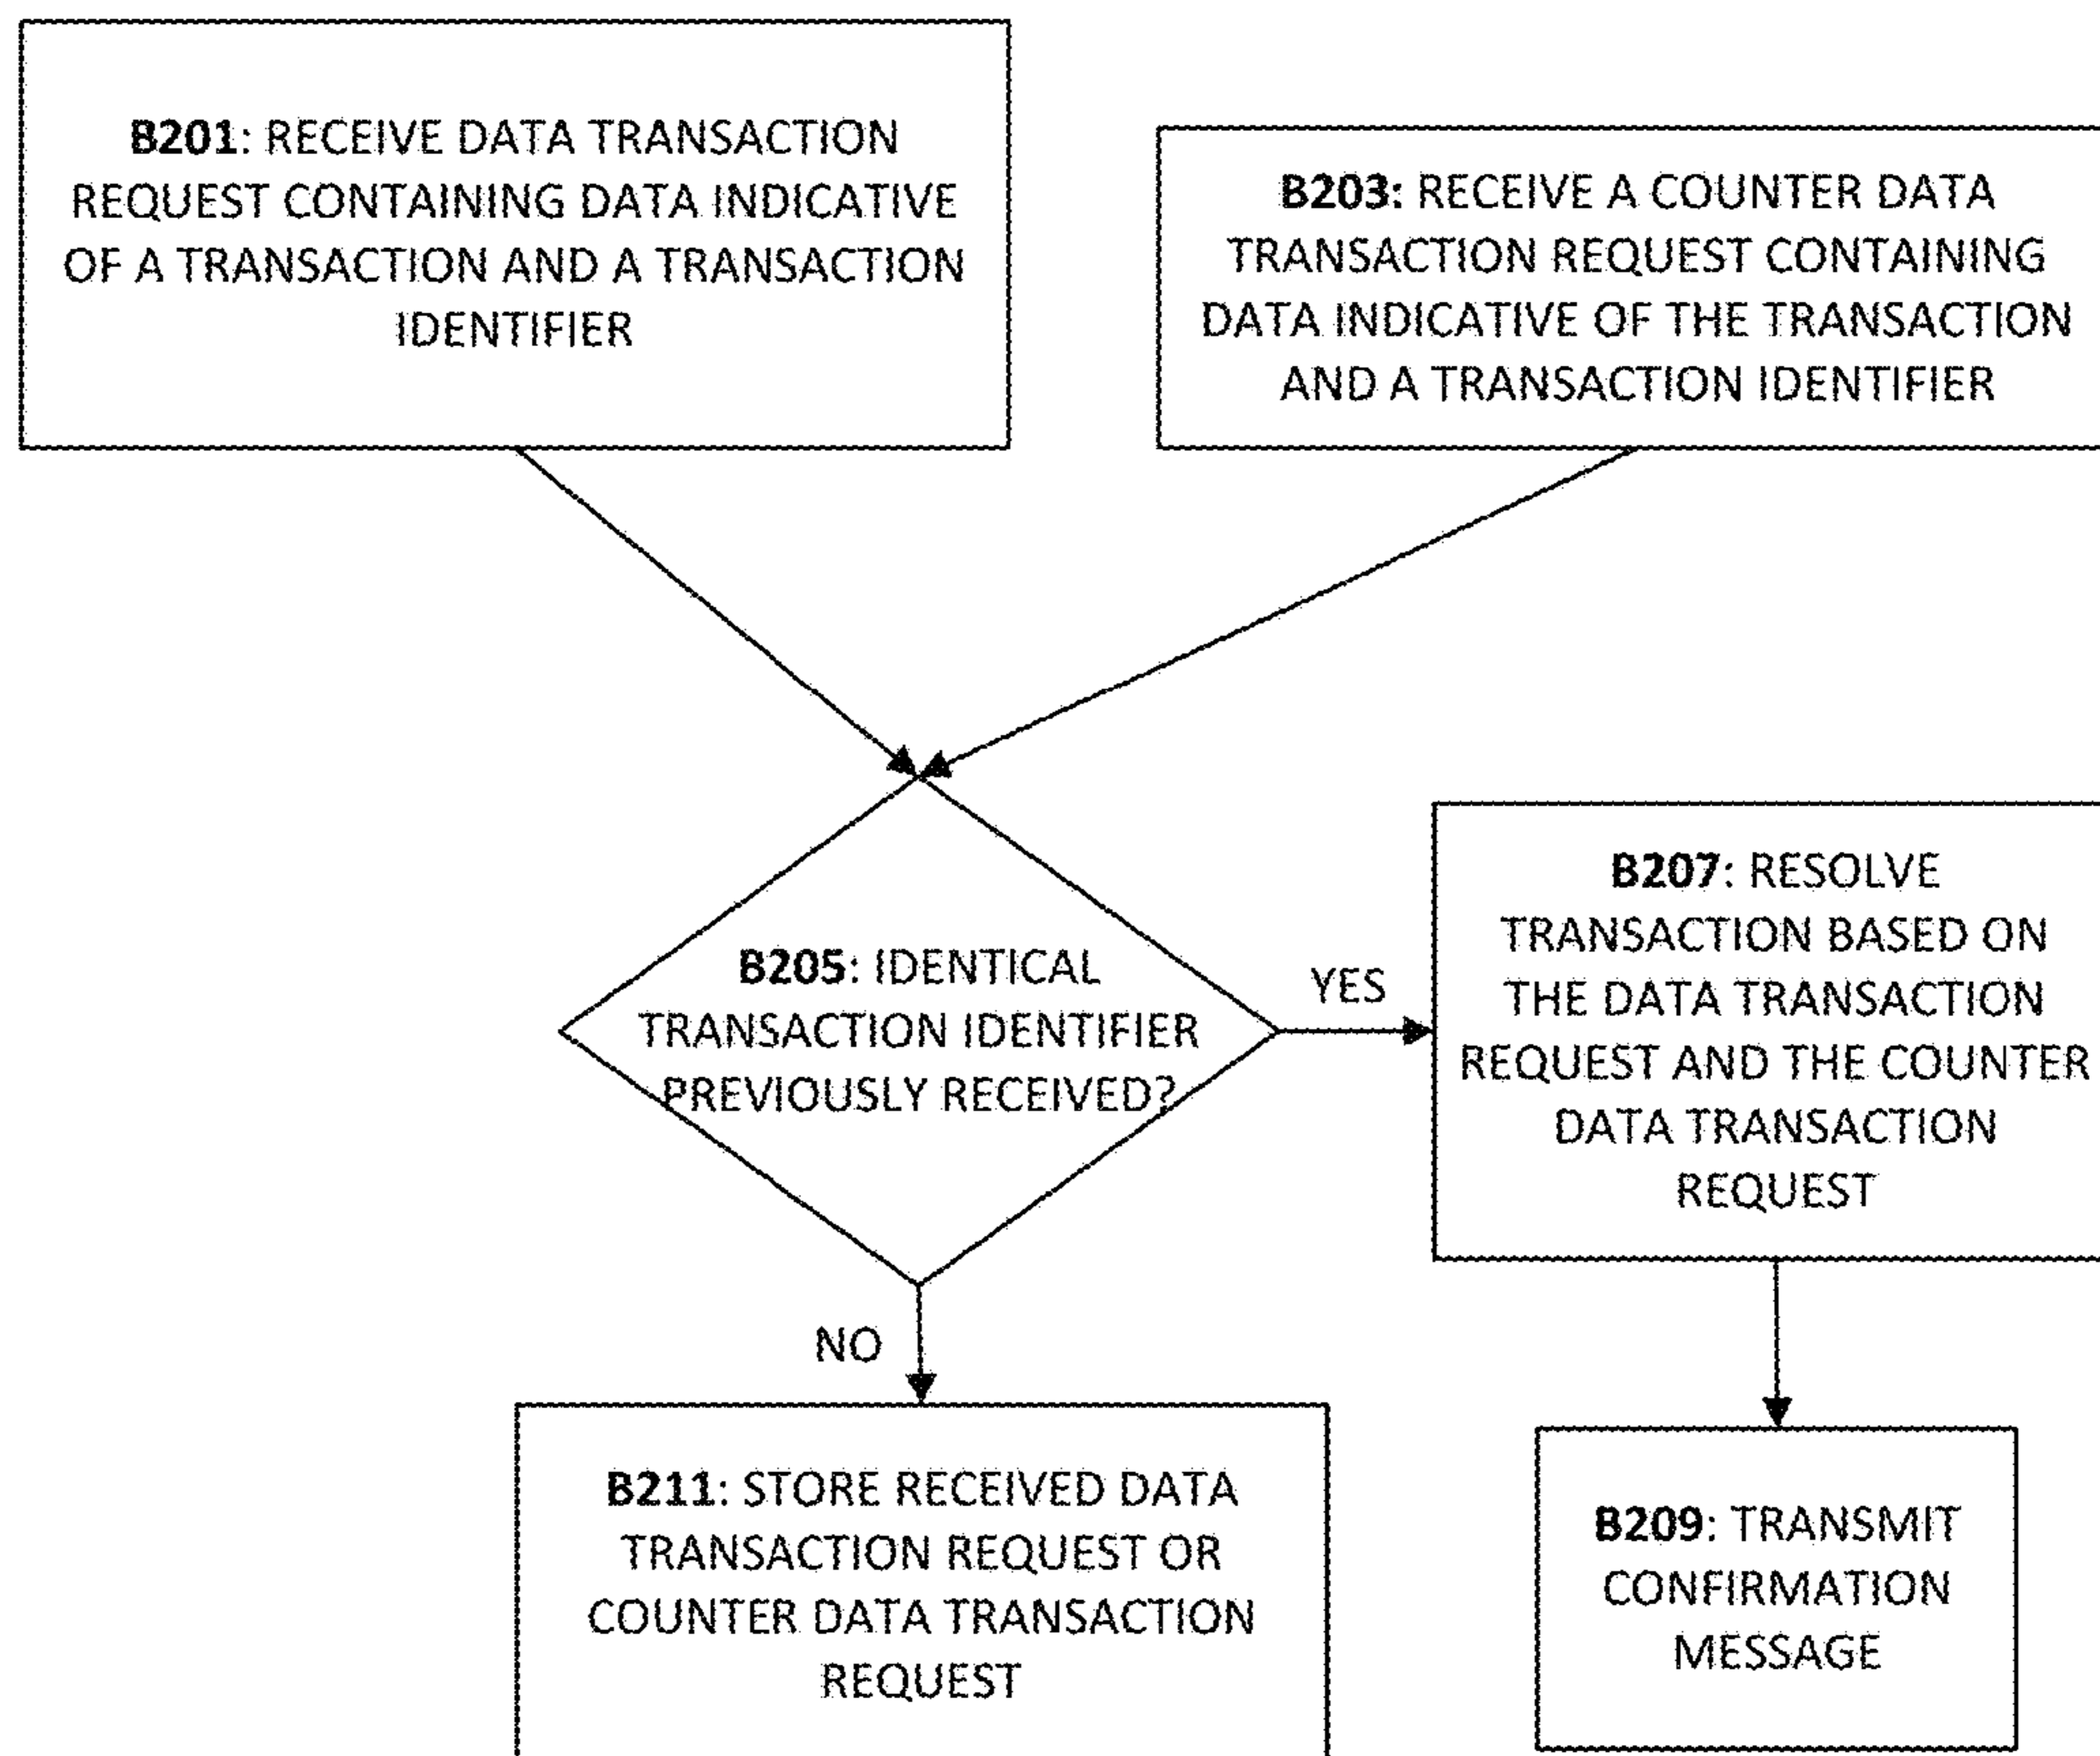 B201: RECEIVE DATA TRANSACTION
REQUEST CONTAINING DATA INDICATIVE
OF A TRANSACTION AND A TRANSACTION
IDENTIFIER
B203: RECEIVE A COUNTER DATA
TRANSACTION REQUEST CONTAINING
DATA INDICATIVE OF THE TRANSACTION
AND A TRANSACTION IDENTIFIER
B205: IDENTICAL
TRANSACTION IDENTIFIER
PREVIOUSLY RECEIVED?
YES
B207: RESOLVE
TRANSACTION BASED ON
THE DATA TRANSACTION
REQUEST AND THE COUNTER
DATA TRANSACTION
REQUEST
NO
B211: STORE RECEIVED DATA
TRANSACTION REQUEST OR
COUNTER DATA TRANSACTION
REQUEST
B209: TRANSMIT
CONFIRMATION
MESSAGE